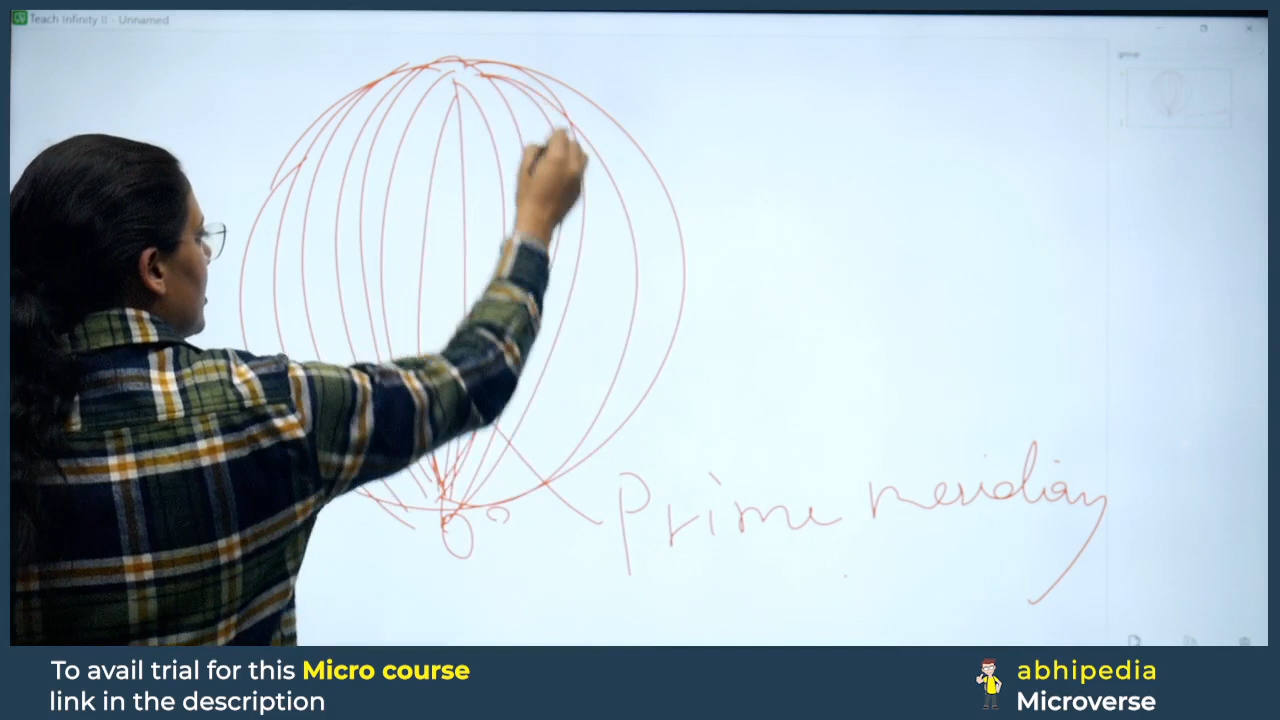 Teach Infinity II - Unnamed
group
0°
Prime meridian
To avail trial for this Micro course
link in the description
abhipedia
Microverse